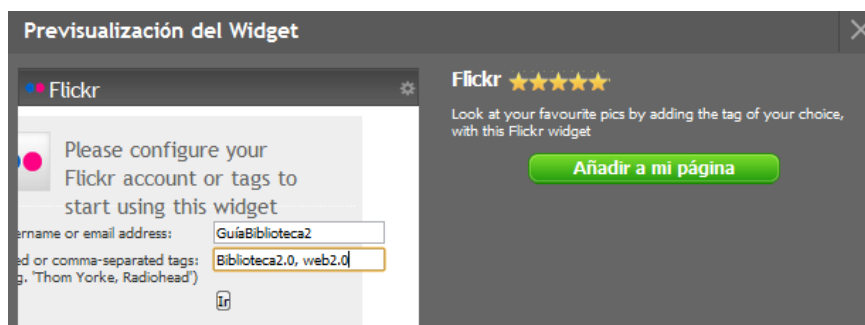 Previsualización del Widget
Flickr
Please configure your
Flickr account or tags to
start using this widget
ername or email address: GuíaBiblioteca2
ed or comma-separated tags: Biblioteca2.0, web2.0
g. 'Thom Yorke, Radiohead')
Ir
Flickr
Look at your favourite pics by adding the tag of your choice,
with this Flickr widget
Añadir a mi página